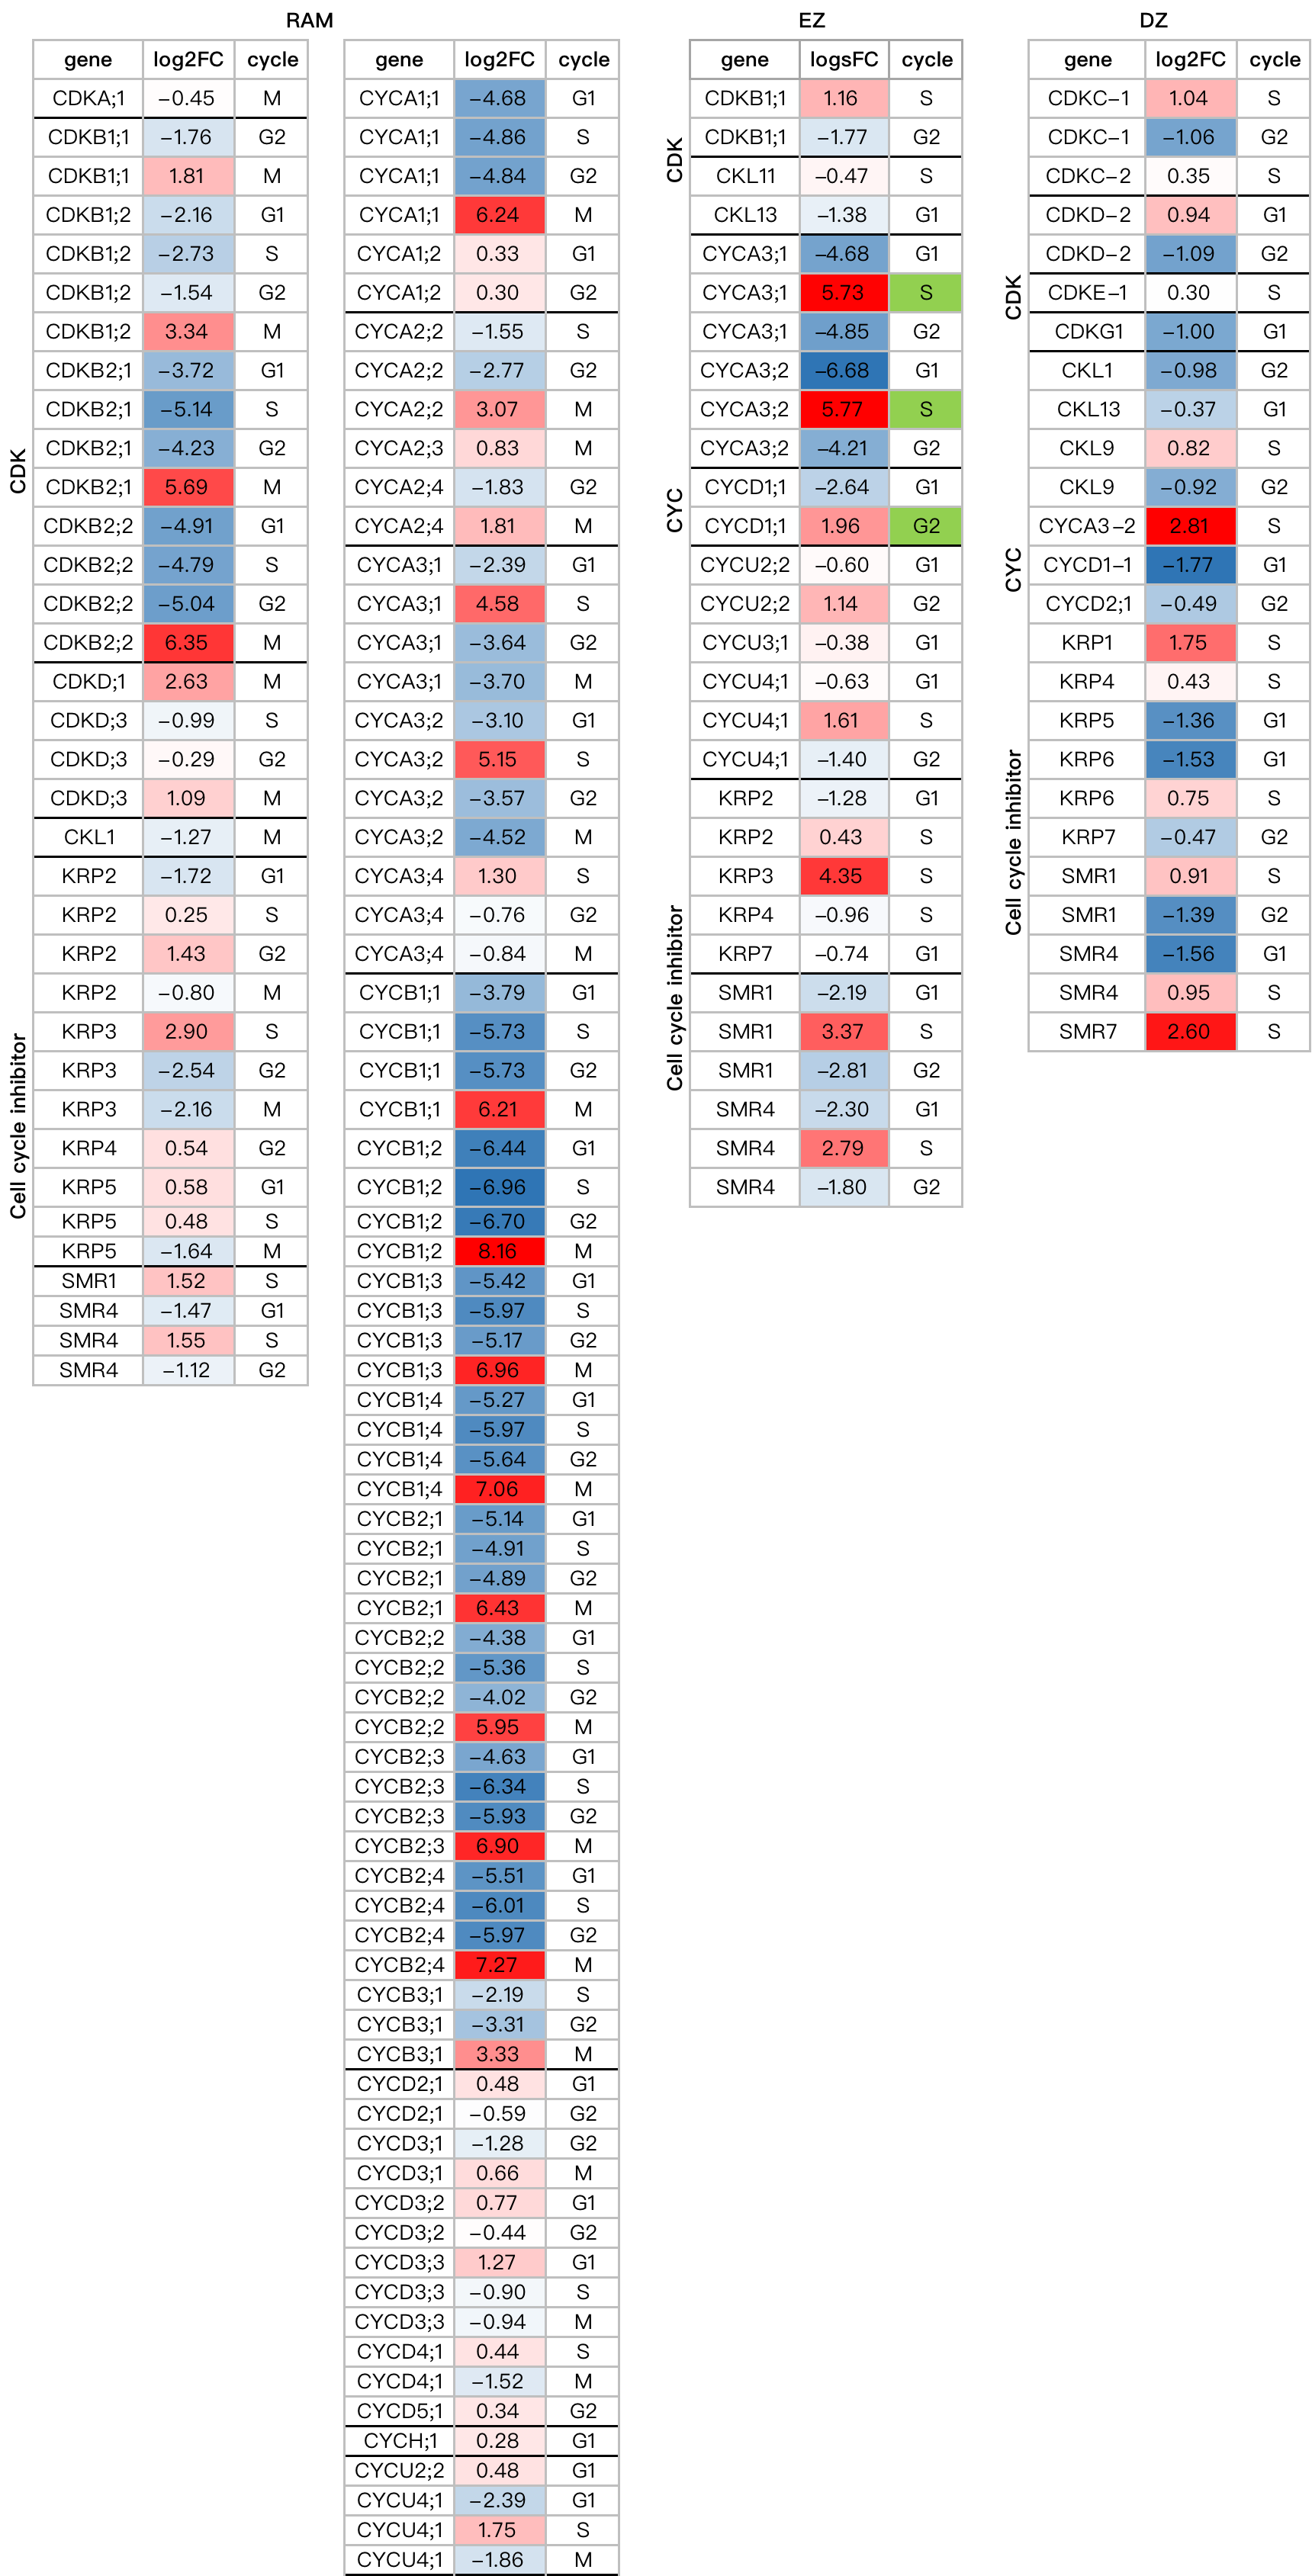 RAM
gene log2FC cycle
CDK
CDKA;1 −0.45 M
CDKB1;1 −1.76 G2
CDKB1;1 1.81 M
CDKB1;2 −2.16 G1
CDKB1;2 −2.73 S
CDKB1;2 −1.54 G2
CDKB1;2 3.34 M
CDKB2;1 −3.72 G1
CDKB2;1 −5.14 S
CDKB2;1 −4.23 G2
CDKB2;1 5.69 M
CDKB2;2 −4.91 G1
CDKB2;2 −4.79 S
CDKB2;2 −5.04 G2
CDKB2;2 6.35 M
CDKD;1 2.63 M
CDKD;3 −0.99 S
CDKD;3 −0.29 G2
CDKD;3 1.09 M
CKL1 −1.27 M
Cell cycle inhibitor
KRP2 −1.72 G1
KRP2 0.25 S
KRP2 1.43 G2
KRP2 −0.80 M
KRP3 2.90 S
KRP3 −2.54 G2
KRP3 −2.16 M
KRP4 0.54 G2
KRP5 0.58 G1
KRP5 0.48 S
KRP5 −1.64 M
SMR1 1.52 S
SMR4 −1.47 G1
SMR4 1.55 S
SMR4 −1.12 G2
gene log2FC cycle
CYCA1;1 −4.68 G1
CYCA1;1 −4.86 S
CYCA1;1 −4.84 G2
CYCA1;1 6.24 M
CYCA1;2 0.33 G1
CYCA1;2 0.30 G2
CYCA2;2 −1.55 S
CYCA2;2 −2.77 G2
CYCA2;2 3.07 M
CYCA2;3 0.83 M
CYCA2;4 −1.83 G2
CYCA2;4 1.81 M
CYCA3;1 −2.39 G1
CYCA3;1 4.58 S
CYCA3;1 −3.64 G2
CYCA3;1 −3.70 M
CYCA3;2 −3.10 G1
CYCA3;2 5.15 S
CYCA3;2 −3.57 G2
CYCA3;2 −4.52 M
CYCA3;4 1.30 S
CYCA3;4 −0.76 G2
CYCA3;4 −0.84 M
CYCB1;1 −3.79 G1
CYCB1;1 −5.73 S
CYCB1;1 −5.73 G2
CYCB1;1 6.21 M
CYCB1;2 −6.44 G1
CYCB1;2 −6.96 S
CYCB1;2 −6.70 G2
CYCB1;2 8.16 M
CYCB1;3 −5.42 G1
CYCB1;3 −5.97 S
CYCB1;3 −5.17 G2
CYCB1;3 6.96 M
CYCB1;4 −5.27 G1
CYCB1;4 −5.97 S
CYCB1;4 −5.64 G2
CYCB1;4 7.06 M
CYCB2;1 −5.14 G1
CYCB2;1 −4.91 S
CYCB2;1 −4.89 G2
CYCB2;1 6.43 M
CYCB2;2 −4.38 G1
CYCB2;2 −5.36 S
CYCB2;2 −4.02 G2
CYCB2;2 5.95 M
CYCB2;3 −4.63 G1
CYCB2;3 −6.34 S
CYCB2;3 −5.93 G2
CYCB2;3 6.90 M
CYCB2;4 −5.51 G1
CYCB2;4 −6.01 S
CYCB2;4 −5.97 G2
CYCB2;4 7.27 M
CYCB3;1 −2.19 S
CYCB3;1 −3.31 G2
CYCB3;1 3.33 M
CYCD2;1 0.48 G1
CYCD2;1 −0.59 G2
CYCD3;1 −1.28 G2
CYCD3;1 0.66 M
CYCD3;2 0.77 G1
CYCD3;2 −0.44 G2
CYCD3;3 1.27 G1
CYCD3;3 −0.90 S
CYCD3;3 −0.94 M
CYCD4;1 0.44 S
CYCD4;1 −1.52 M
CYCD5;1 0.34 G2
CYCH;1 0.28 G1
CYCU2;2 0.48 G1
CYCU4;1 −2.39 G1
CYCU4;1 1.75 S
CYCU4;1 −1.86 M
EZ
gene logsFC cycle
CDK
CDKB1;1 1.16 S
CDKB1;1 −1.77 G2
CKL11 −0.47 S
CKL13 −1.38 G1
CYC
CYCA3;1 −4.68 G1
CYCA3;1 5.73 S
CYCA3;1 −4.85 G2
CYCA3;2 −6.68 G1
CYCA3;2 5.77 S
CYCA3;2 −4.21 G2
CYCD1;1 −2.64 G1
CYCD1;1 1.96 G2
CYCU2;2 −0.60 G1
CYCU2;2 1.14 G2
CYCU3;1 −0.38 G1
CYCU4;1 −0.63 G1
CYCU4;1 1.61 S
CYCU4;1 −1.40 G2
Cell cycle inhibitor
KRP2 −1.28 G1
KRP2 0.43 S
KRP3 4.35 S
KRP4 −0.96 S
KRP7 −0.74 G1
SMR1 −2.19 G1
SMR1 3.37 S
SMR1 −2.81 G2
SMR4 −2.30 G1
SMR4 2.79 S
SMR4 −1.80 G2
DZ
gene log2FC cycle
CDK
CDKC−1 1.04 S
CDKC−1 −1.06 G2
CDKC−2 0.35 S
CDKD−2 0.94 G1
CDKD−2 −1.09 G2
CDKE−1 0.30 S
CDKG1 −1.00 G1
CKL1 −0.98 G2
CKL13 −0.37 G1
CKL9 0.82 S
CKL9 −0.92 G2
CYC
CYCA3−2 2.81 S
CYCD1−1 −1.77 G1
CYCD2;1 −0.49 G2
Cell cycle inhibitor
KRP1 1.75 S
KRP4 0.43 S
KRP5 −1.36 G1
KRP6 −1.53 G1
KRP6 0.75 S
KRP7 −0.47 G2
SMR1 0.91 S
SMR1 −1.39 G2
SMR4 −1.56 G1
SMR4 0.95 S
SMR7 2.60 S